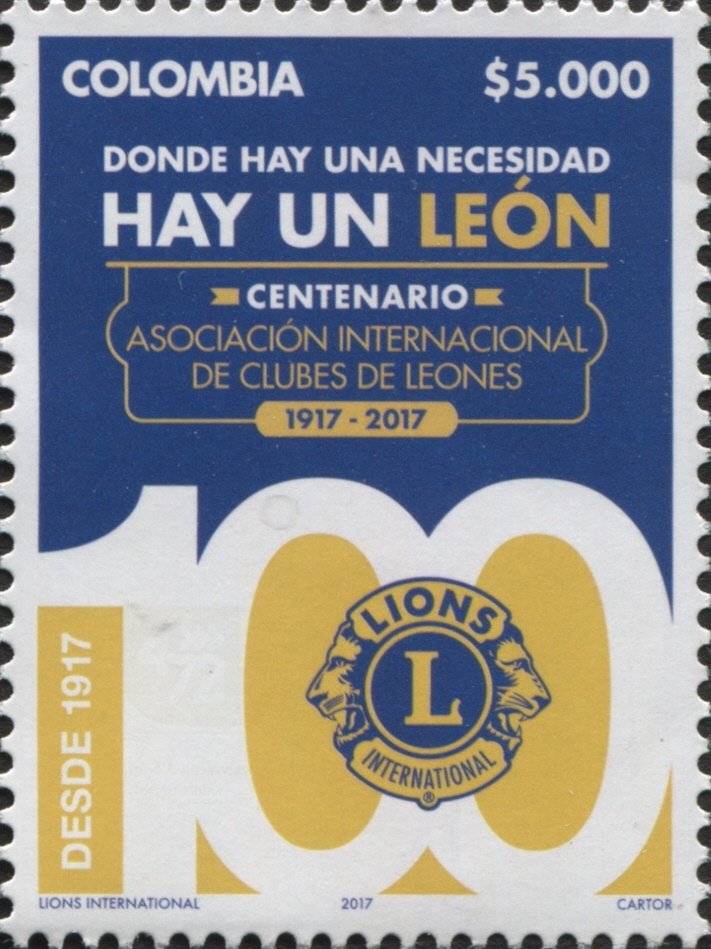 COLOMBIA $5.000
DONDE HAY UNA NECESIDAD
HAY UN LEÓN
CENTENARIO
ASOCIACIÓN INTERNACIONAL
DE CLUBES DE LEONES
1917 - 2017
100
DESDE 1917
LIONS
L
INTERNATIONAL
®
LIONS INTERNATIONAL 2017 CARTOR